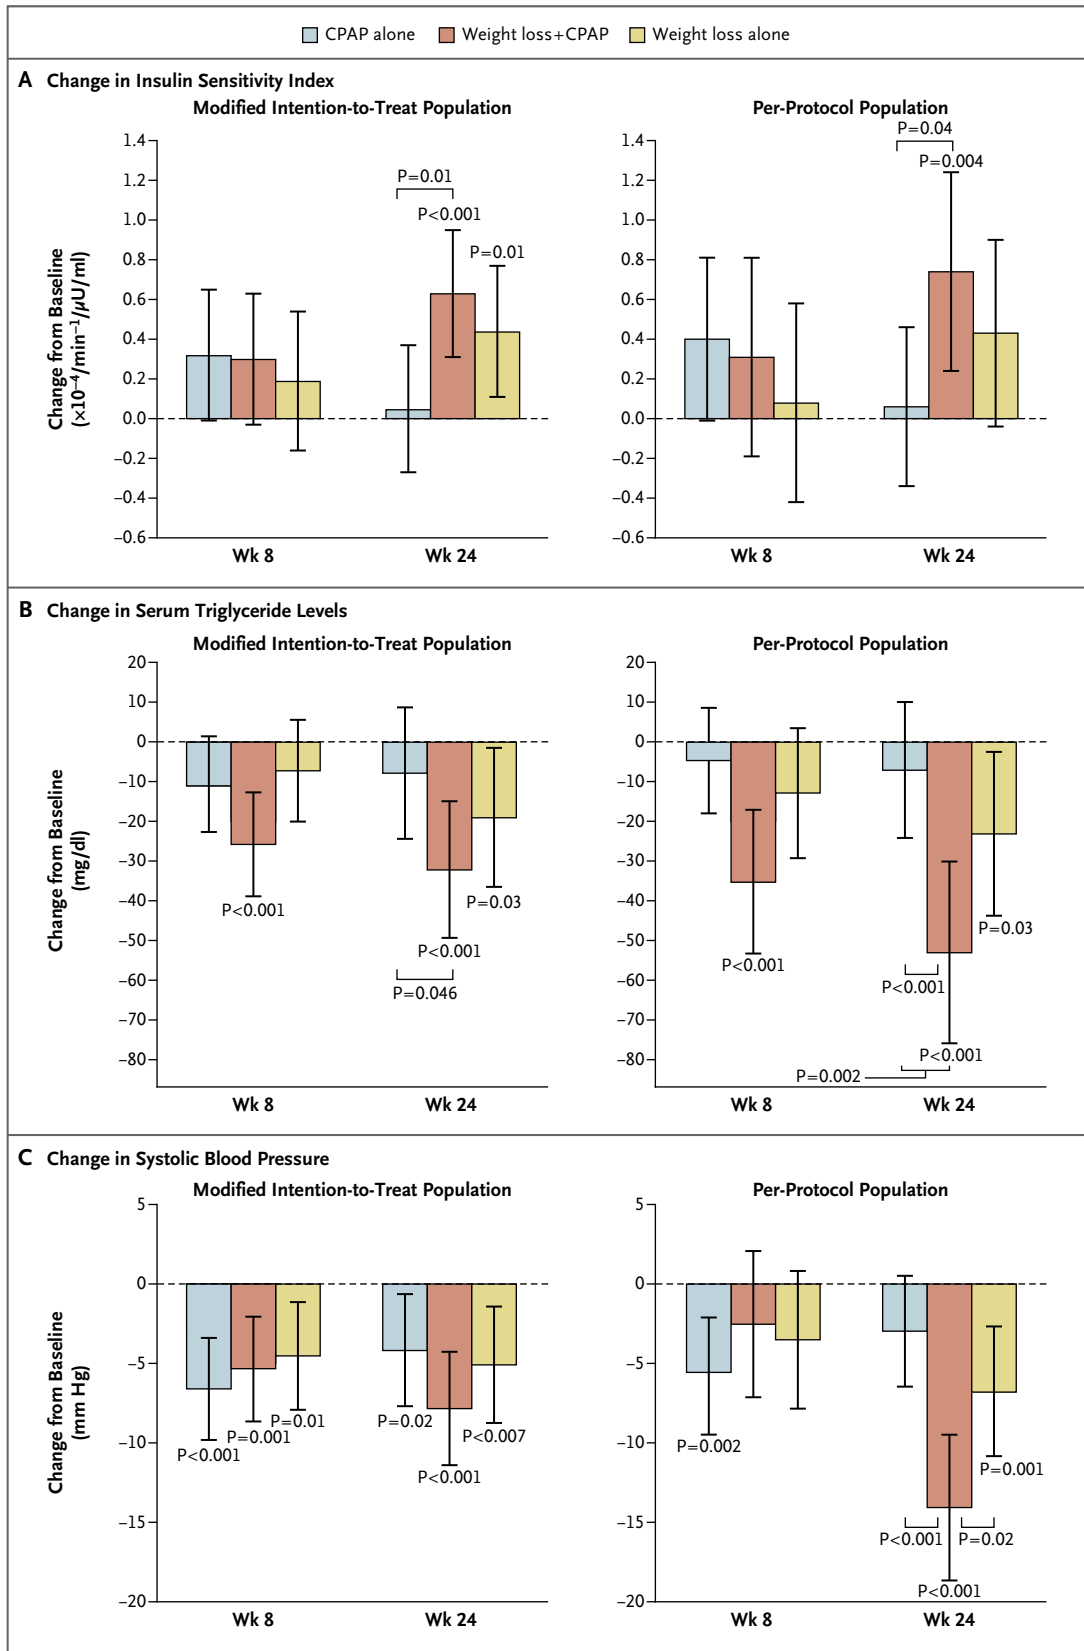 CPAP alone Weight loss+CPAP Weight loss alone
A Change in Insulin Sensitivity Index
Modified Intention-to-Treat Population
Change from Baseline
(×10⁻⁴/min⁻¹/µU/ml)
1.4
1.2
1.0
0.8
0.6
0.4
0.2
0.0
−0.2
−0.4
−0.6
P=0.01
P<0.001
P=0.01
Wk 8 Wk 24
Per-Protocol Population
1.4
1.2
1.0
0.8
0.6
0.4
0.2
0.0
−0.2
−0.4
−0.6
P=0.04
P=0.004
Wk 8 Wk 24
B Change in Serum Triglyceride Levels
Modified Intention-to-Treat Population
Change from Baseline
(mg/dl)
20
10
0
−10
−20
−30
−40
−50
−60
−70
−80
P<0.001
P=0.03
P<0.001
P=0.046
Wk 8 Wk 24
Per-Protocol Population
20
10
0
−10
−20
−30
−40
−50
−60
−70
−80
P=0.03
P<0.001
P<0.001
P<0.001
P=0.002
Wk 8 Wk 24
C Change in Systolic Blood Pressure
Modified Intention-to-Treat Population
Change from Baseline
(mm Hg)
5
0
−5
−10
−15
−20
P=0.01
P=0.02
P=0.001
P<0.007
P<0.001
P<0.001
Wk 8 Wk 24
Per-Protocol Population
5
0
−5
−10
−15
−20
P=0.002
P=0.001
P<0.001
P=0.02
P<0.001
Wk 8 Wk 24